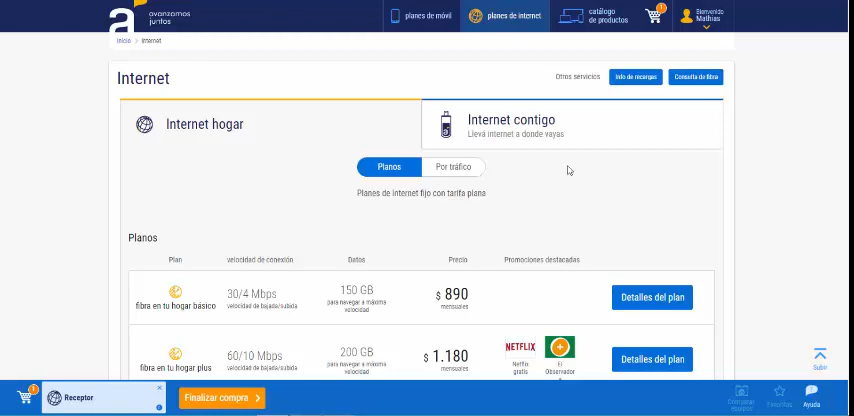 avanzamos
juntos
planes de móvil
planes de internet
catálogo
de productos
1
Bienvenido
Mathias
Inicio > Internet
Internet
Otros servicios
Info de recargas
Consulta de fibra
Internet hogar
Internet contigo
Llevá internet a donde vayas
Planos
Por tráfico
Planes de internet fijo con tarifa plana
Planos
Plan
velocidad de conexión
Datos
Precio
Promociones destacadas
fibra en tu hogar básico
30/4 Mbps
velocidad de bajada/subida
150 GB
para navegar a máxima
velocidad
$ 890
mensuales
Detalles del plan
fibra en tu hogar plus
60/10 Mbps
velocidad de bajada/subida
200 GB
para navegar a máxima
velocidad
$ 1.180
mensuales
NETFLIX
Netflix
gratis
El
Observador
Detalles del plan
Subir
1
Receptor
Finalizar compra >
Comparar
equipos
Favoritos
Ayuda